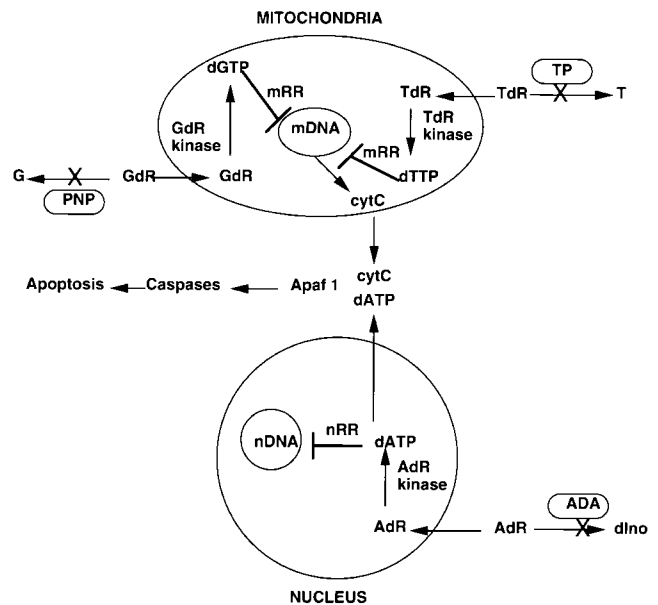 MITOCHONDRIA
dGTP
mRR
TP
TdR
TdR
T
GdR kinase
mDNA
TdR kinase
mRR
G
GdR
GdR
dTTP
PNP
cytC
Apoptosis
Caspases
Apaf 1
cytC
dATP
nDNA
nRR
dATP
AdR kinase
ADA
AdR
AdR
dIno
NUCLEUS